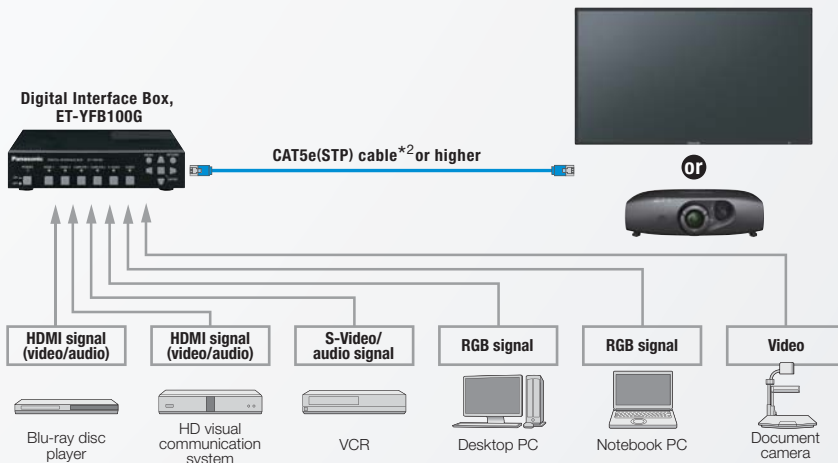 Digital Interface Box,
ET-YFB100G
Panasonic
CAT5e(STP) cable*2 or higher
or
HDMI signal
(video/audio)
HDMI signal
(video/audio)
S-Video/
audio signal
RGB signal
RGB signal
Video
Blu-ray disc
player
HD visual
communication
system
VCR
Desktop PC
Notebook PC
Document
camera